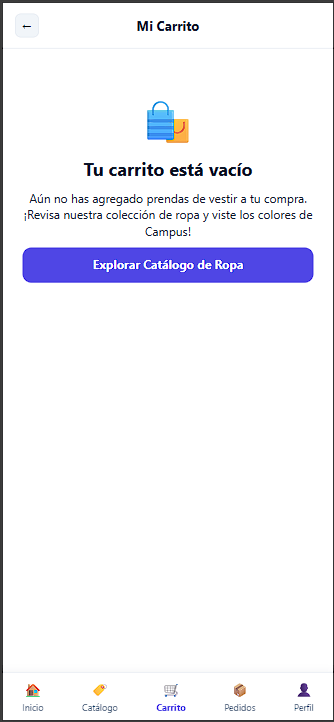 ←
Mi Carrito
Tu carrito está vacío
Aún no has agregado prendas de vestir a tu compra.
¡Revisa nuestra colección de ropa y viste los colores de
Campus!
Explorar Catálogo de Ropa
Inicio
Catálogo
Carrito
Pedidos
Perfil